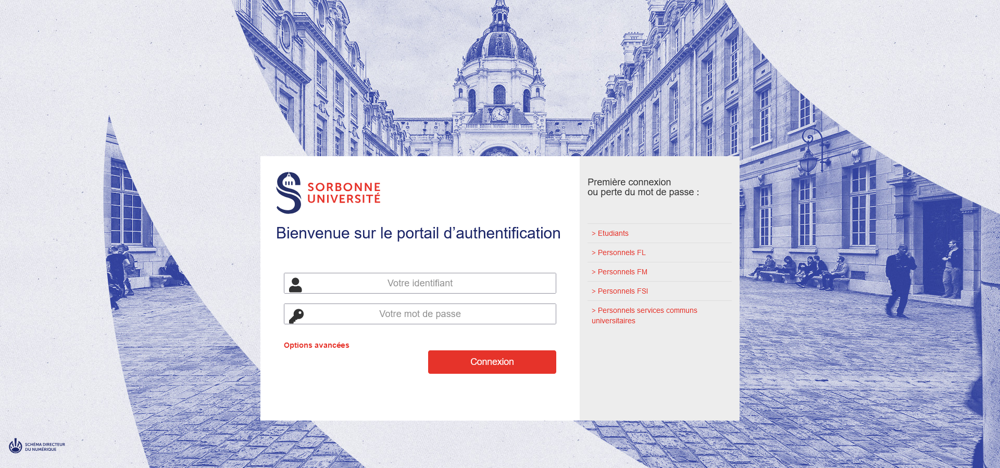 SORBONNE
UNIVERSITÉ
Bienvenue sur le portail d’authentification
Votre identifiant
Votre mot de passe
Options avancées
Connexion
Première connexion
ou perte du mot de passe :
> Etudiants
> Personnels FL
> Personnels FM
> Personnels FSI
> Personnels services communs
universitaires
SCHÉMA DIRECTEUR
DU NUMÉRIQUE